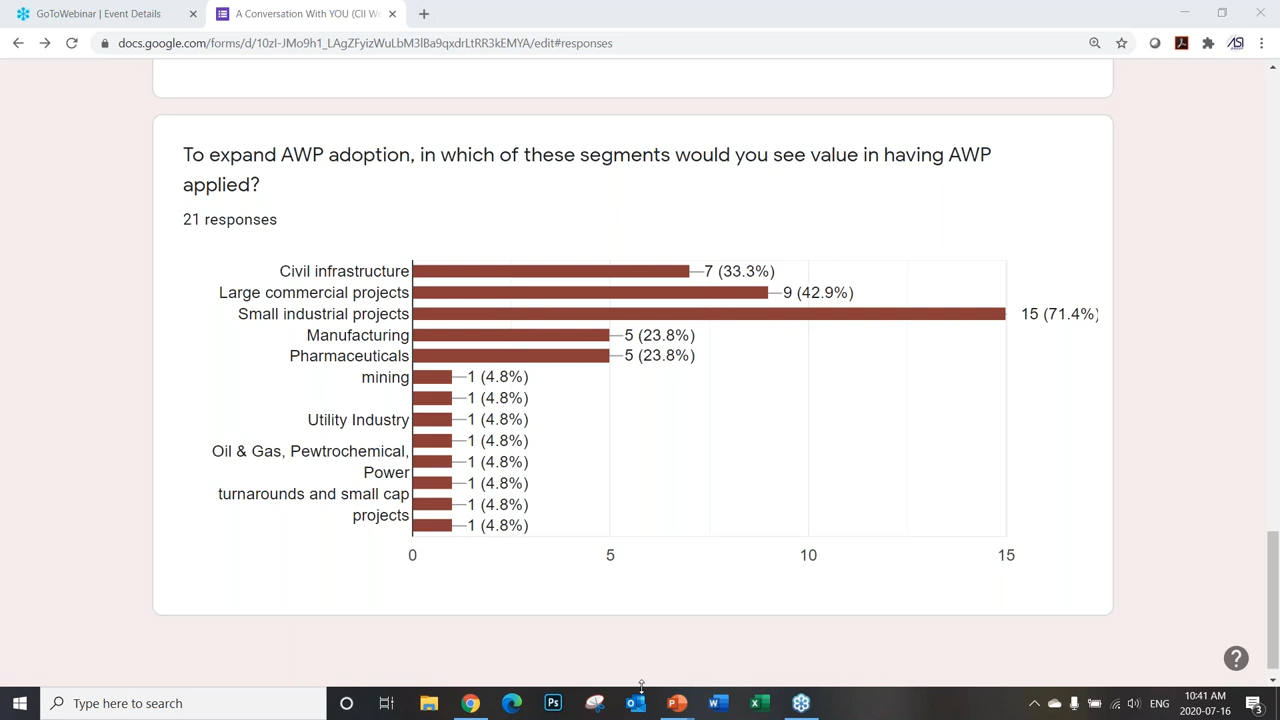 GoToWebinar | Event Details
A Conversation With YOU (CII We
docs.google.com/forms/d/10zI-JMo9h1_LAgZFyizWuLbM3lBa9qxdrLtRR3kEMYA/edit#responses
To expand AWP adoption, in which of these segments would you see value in having AWP
applied?
21 responses
Civil infrastructure
7 (33.3%)
Large commercial projects
9 (42.9%)
Small industrial projects
15 (71.4%)
Manufacturing
5 (23.8%)
Pharmaceuticals
5 (23.8%)
mining
1 (4.8%)
1 (4.8%)
Utility Industry
1 (4.8%)
1 (4.8%)
Oil & Gas, Pewtrochemical,
1 (4.8%)
Power
1 (4.8%)
turnarounds and small cap
1 (4.8%)
projects
1 (4.8%)
0 5 10 15
Type here to search
ENG
10:41 AM
2020-07-16
3